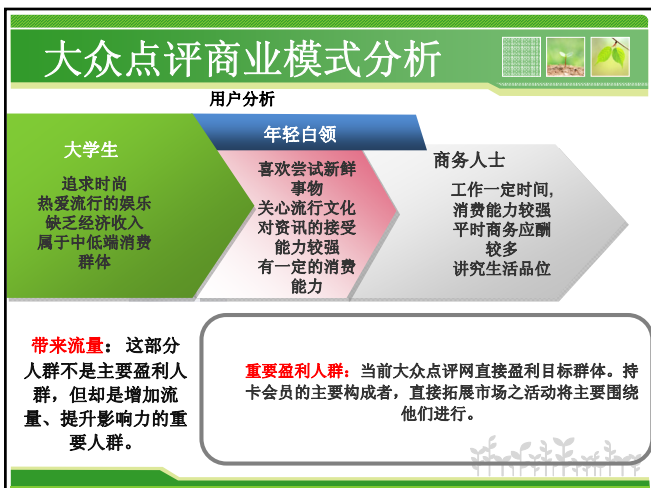 大众点评商业模式分析
用户分析
大学生
追求时尚
热爱流行的娱乐
缺乏经济收入
属于中低端消费
群体
年轻白领
喜欢尝试新鲜
事物
关心流行文化
对资讯的接受
能力较强
有一定的消费
能力
商务人士
工作一定时间,
消费能力较强
平时商务应酬
较多
讲究生活品位
带来流量： 这部分
人群不是主要盈利人
群，但却是增加流
量、提升影响力的重
要人群。
重要盈利人群：当前大众点评网直接盈利目标群体。持
卡会员的主要构成者，直接拓展市场之活动将主要围绕
他们进行。